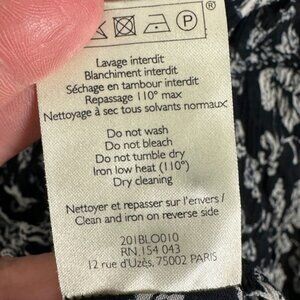 P
®
Lavage interdit
Blanchiment interdit
Séchage en tambour interdit
Repassage 110° max
Nettoyage à sec tous solvants normaux
Do not wash
Do not bleach
Do not tumble dry
Iron low heat (110°)
Dry cleaning
Nettoyer et repasser sur l'envers /
Clean and iron on reverse side
201BLO010
RN 154 043
12 rue d'Uzès, 75002 PARIS